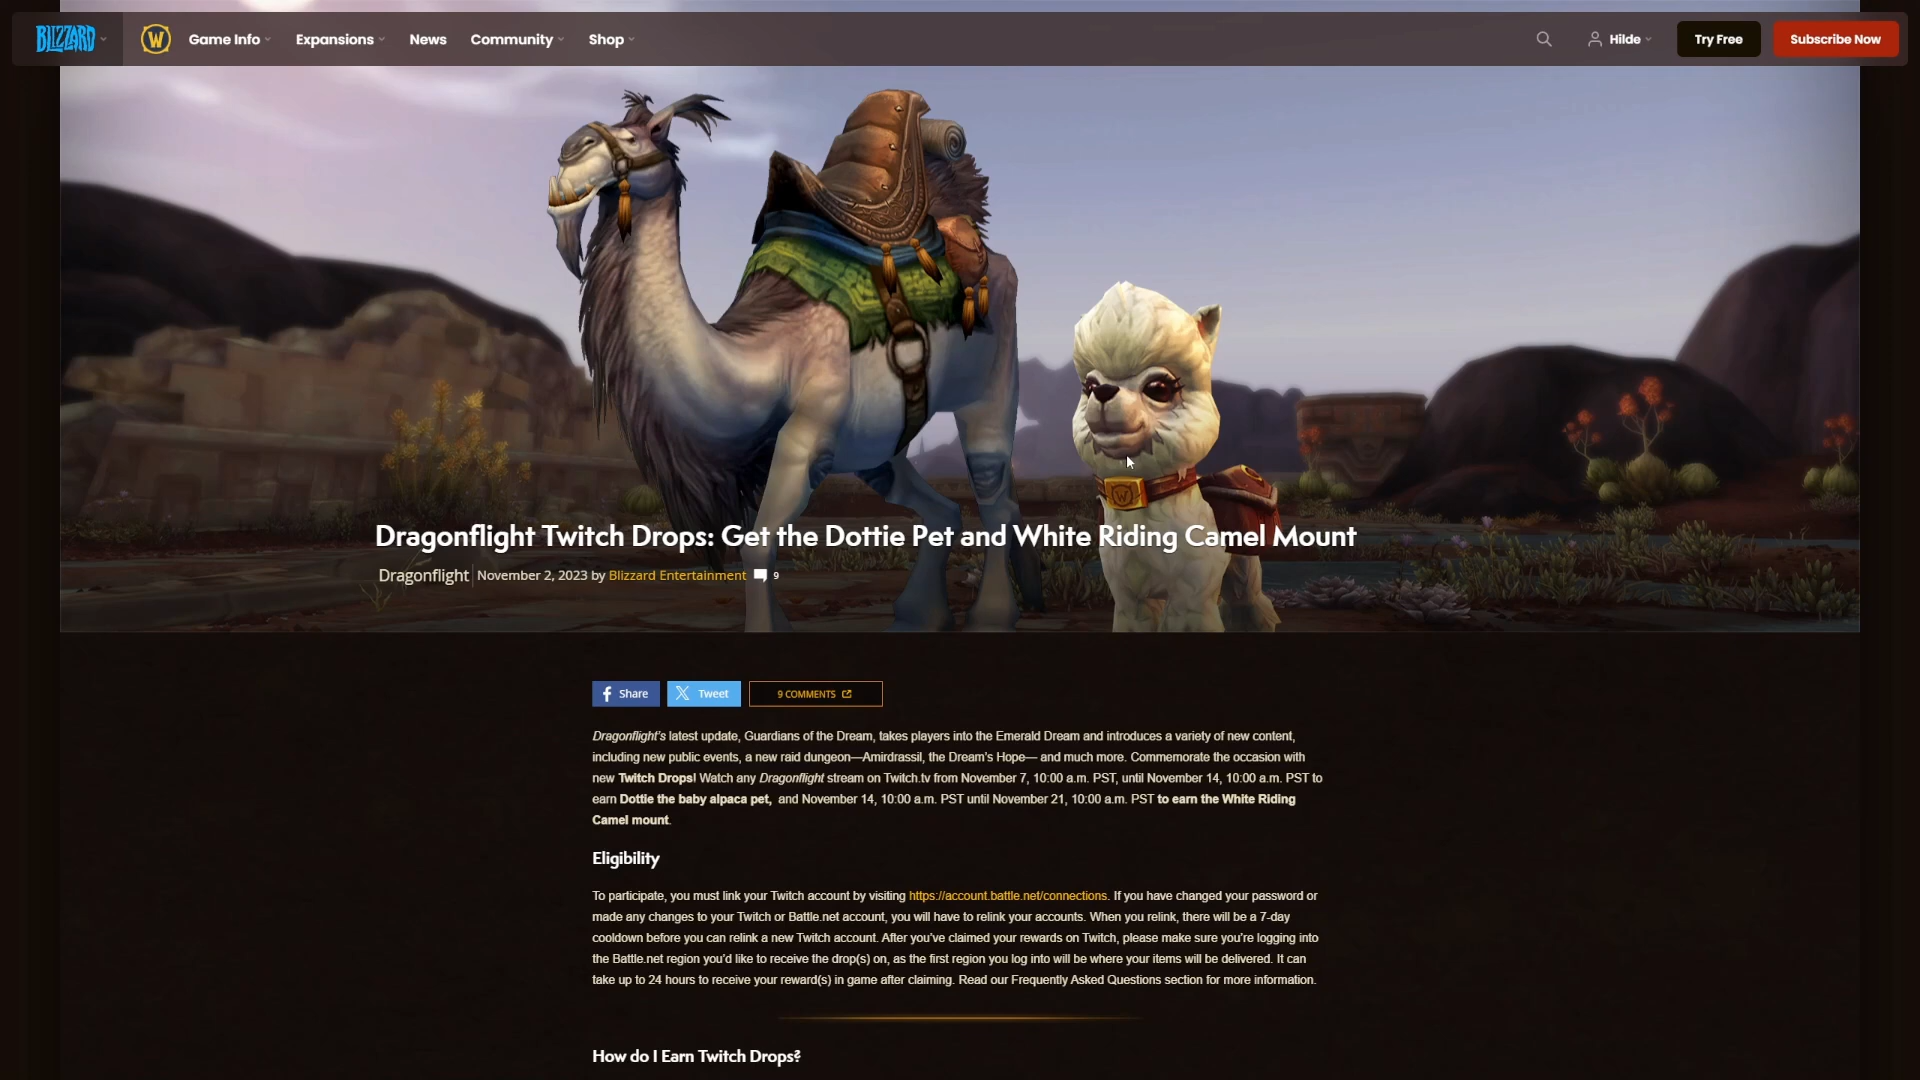 BLIZZARD
W Game Info Expansions News Community Shop Hilde Try Free Subscribe Now
Dragonflight Twitch Drops: Get the Dottie Pet and White Riding Camel Mount
Dragonflight November 2, 2023 by Blizzard Entertainment 9
Share Tweet 9 COMMENTS
Dragonflight's latest update, Guardians of the Dream, takes players into the Emerald Dream and introduces a variety of new content,
including new public events, a new raid dungeon—Amirdrassil, the Dream's Hope— and much more. Commemorate the occasion with
new Twitch Drops! Watch any Dragonflight stream on Twitch.tv from November 7, 10:00 a.m. PST, until November 14, 10:00 a.m. PST to
earn Dottie the baby alpaca pet, and November 14, 10:00 a.m. PST until November 21, 10:00 a.m. PST to earn the White Riding
Camel mount.
Eligibility
To participate, you must link your Twitch account by visiting https://account.battle.net/connections. If you have changed your password or
made any changes to your Twitch or Battle.net account, you will have to relink your accounts. When you relink, there will be a 7-day
cooldown before you can relink a new Twitch account. After you've claimed your rewards on Twitch, please make sure you're logging into
the Battle.net region you'd like to receive the drop(s) on, as the first region you log into will be where your items will be delivered. It can
take up to 24 hours to receive your reward(s) in game after claiming. Read our Frequently Asked Questions section for more information.
How do I Earn Twitch Drops?